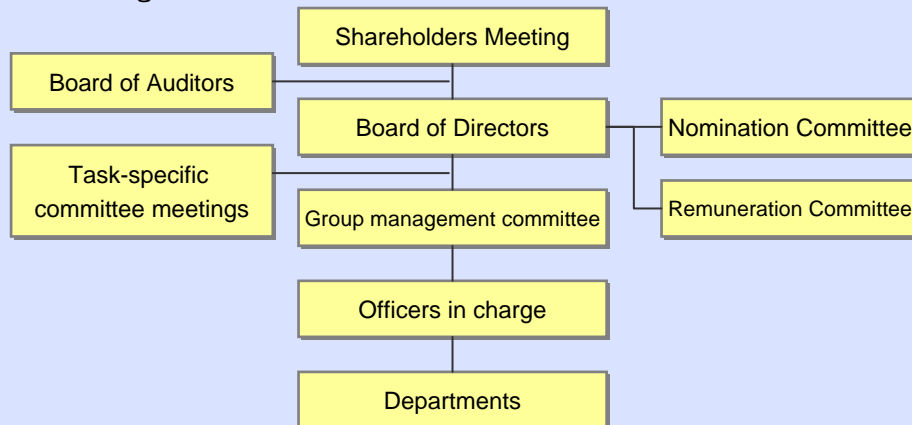 Shareholders Meeting
Board of Auditors
Board of Directors
Nomination Committee
Task-specific
committee meetings
Group management committee
Remuneration Committee
Officers in charge
Departments